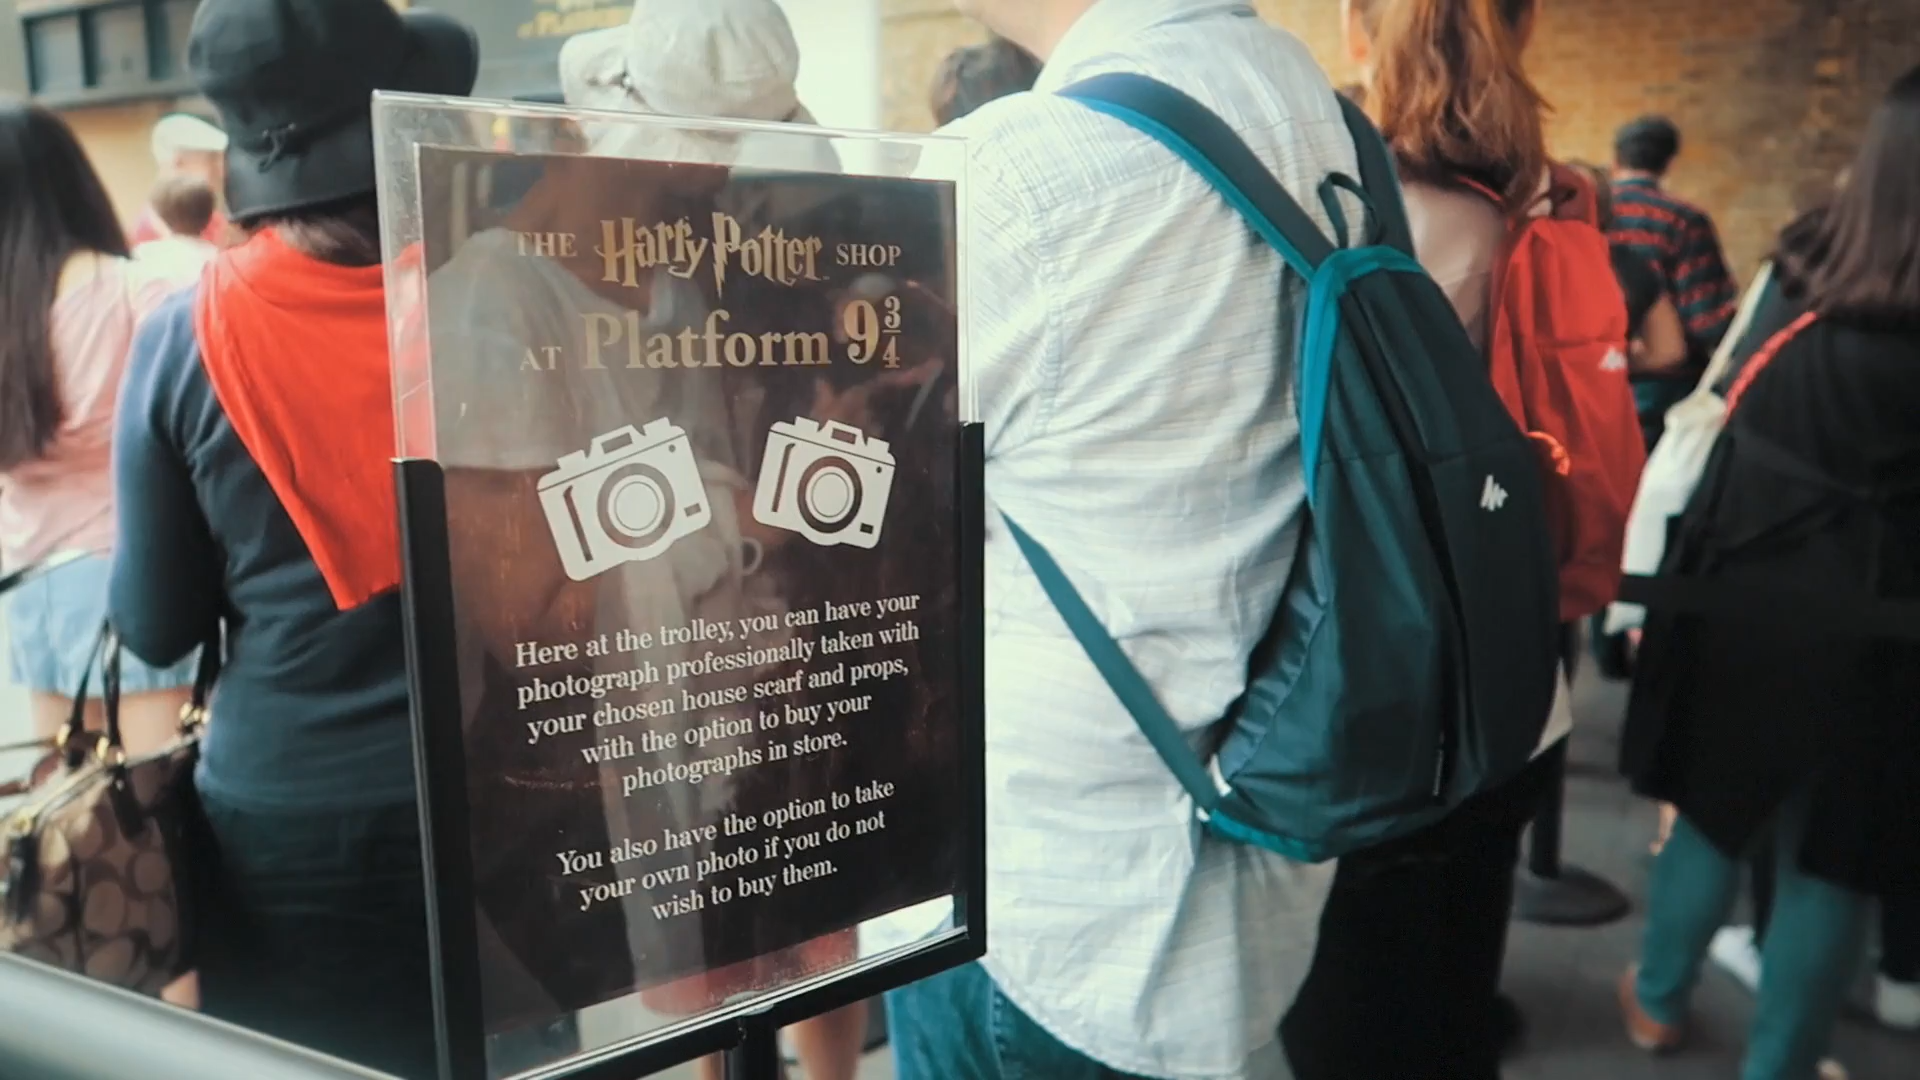 THE Harry Potter SHOP
AT Platform 9 3/4
Here at the trolley, you can have your
photograph professionally taken with
your chosen house scarf and props,
with the option to buy your
photographs in store.
You also have the option to take
your own photo if you do not
wish to buy them.